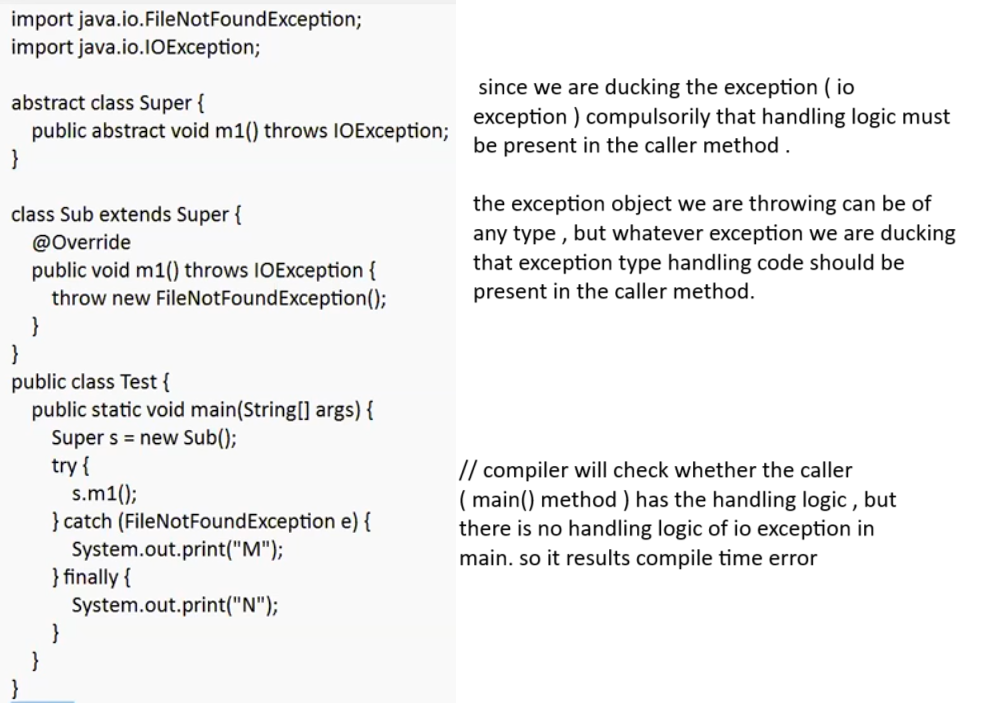 import java.io.FileNotFoundException;
import java.io.IOException;
abstract class Super {
public abstract void m1() throws IOException;
}
class Sub extends Super {
@Override
public void m1() throws IOException {
throw new FileNotFoundException();
}
}
public class Test {
public static void main(String[] args) {
Super s = new Sub();
try {
s.m1();
} catch (FileNotFoundException e) {
System.out.print("M");
} finally {
System.out.print("N");
}
}
}
since we are ducking the exception ( io
exception ) compulsorily that handling logic must
be present in the caller method .
the exception object we are throwing can be of
any type , but whatever exception we are ducking
that exception type handling code should be
present in the caller method.
// compiler will check whether the caller
( main() method ) has the handling logic , but
there is no handling logic of io exception in
main. so it results compile time error